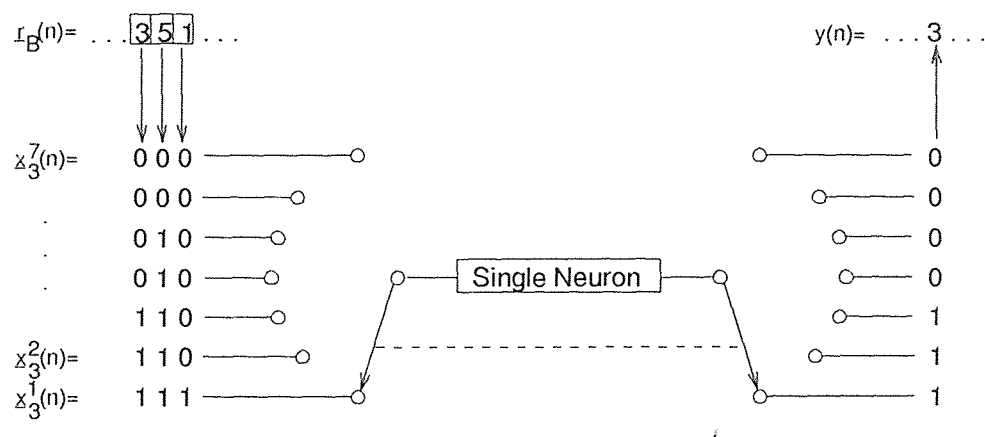 r_B(n)= . . . 3 5 1 . . . y(n)= . . . 3 . . .
x_3^7(n)= 0 0 0 0
0 0 0 0
0 1 0 0
0 1 0 Single Neuron 0
1 1 0 1
x_3^2(n)= 1 1 0 1
x_3^1(n)= 1 1 1 1